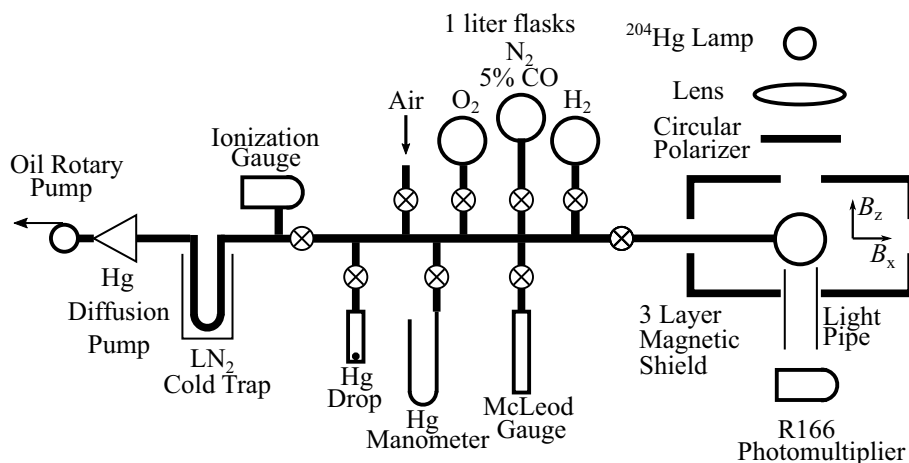 1 liter flasks
N2
5% CO
O2
H2
Air
204Hg Lamp
Lens
Circular
Polarizer
Ionization
Gauge
Oil Rotary
Pump
Hg
Diffusion
Pump
LN2
Cold Trap
Hg
Drop
Hg
Manometer
McLeod
Gauge
3 Layer
Magnetic
Shield
Bz
Bx
Light
Pipe
R166
Photomultiplier